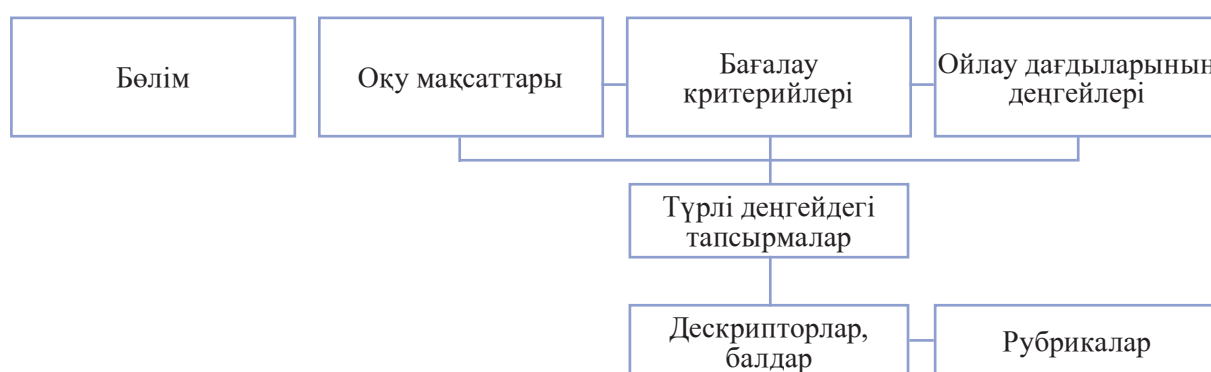 Бөлім
Оқу мақсаттары
Бағалау
критерийлері
Ойлау дағдыларының
деңгейлері
Түрлі деңгейдегі
тапсырмалар
Дескрипторлар,
балдар
Рубрикалар